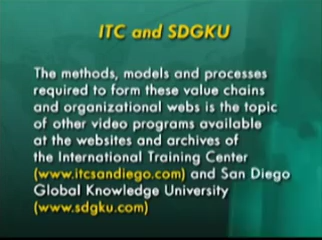 ITC and SDGKU
The methods, models and processes
required to form these value chains
and organizational webs is the topic
of other video programs available
at the websites and archives of
the International Training Center
(www.itcsandiego.com) and San Diego
Global Knowledge University
(www.sdgku.com)